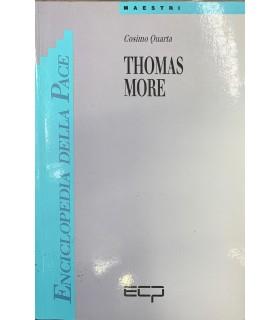 MAESTRI
Cosimo Quarta
THOMAS
MORE
ENCICLOPEDIA DELLA PACE
ECP